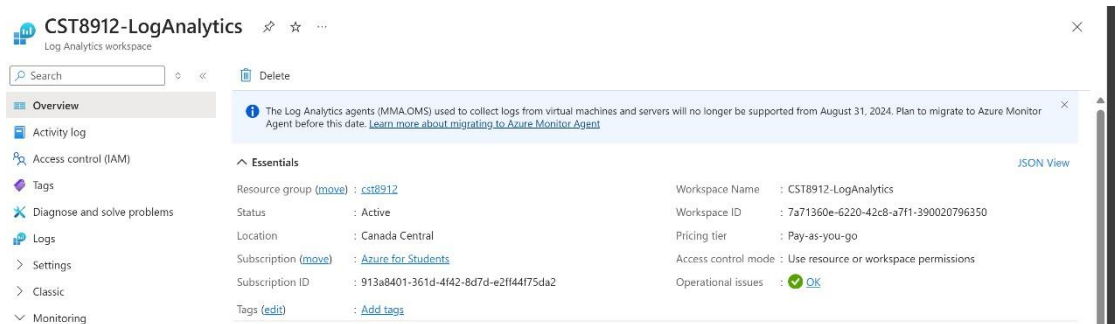 CST8912-LogAnalytics
Log Analytics workspace
Search
Overview
Activity log
Access control (IAM)
Tags
Diagnose and solve problems
Logs
Settings
Classic
Monitoring
Delete
The Log Analytics agents (MMA,OMS) used to collect logs from virtual machines and servers will no longer be supported from August 31, 2024. Plan to migrate to Azure Monitor
Agent before this date. Learn more about migrating to Azure Monitor Agent
Essentials
JSON View
Resource group (move) : cst8912
Status : Active
Location : Canada Central
Subscription (move) : Azure for Students
Subscription ID : 913a8401-361d-4f42-8d7d-e2ff44f75da2
Tags (edit) : Add tags
Workspace Name : CST8912-LogAnalytics
Workspace ID : 7a71360e-6220-42c8-a7f1-390020796350
Pricing tier : Pay-as-you-go
Access control mode : Use resource or workspace permissions
Operational issues : OK